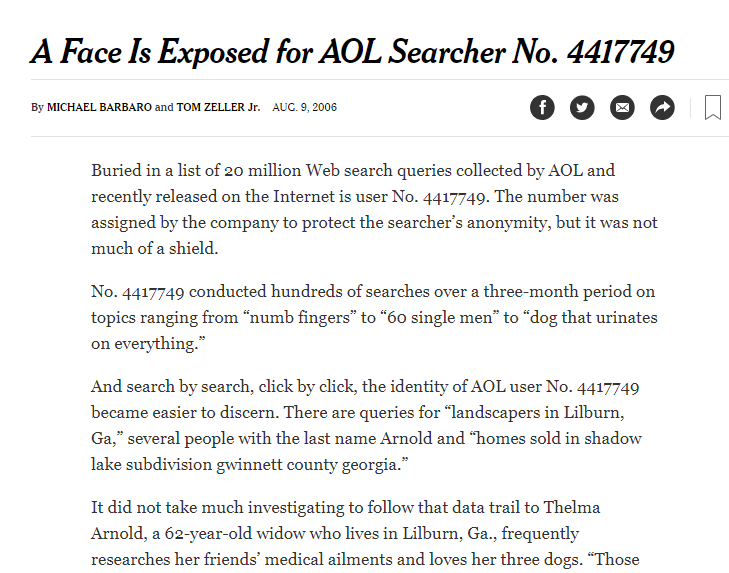 A Face Is Exposed for AOL Searcher No. 4417749
By MICHAEL BARBARO and TOM ZELLER Jr. AUG. 9, 2006
Buried in a list of 20 million Web search queries collected by AOL and
recently released on the Internet is user No. 4417749. The number was
assigned by the company to protect the searcher’s anonymity, but it was not
much of a shield.
No. 4417749 conducted hundreds of searches over a three-month period on
topics ranging from “numb fingers” to “60 single men” to “dog that urinates
on everything.”
And search by search, click by click, the identity of AOL user No. 4417749
became easier to discern. There are queries for “landscapers in Lilburn,
Ga,” several people with the last name Arnold and “homes sold in shadow
lake subdivision gwinnett county georgia.”
It did not take much investigating to follow that data trail to Thelma
Arnold, a 62-year-old widow who lives in Lilburn, Ga., frequently
researches her friends’ medical ailments and loves her three dogs. “Those